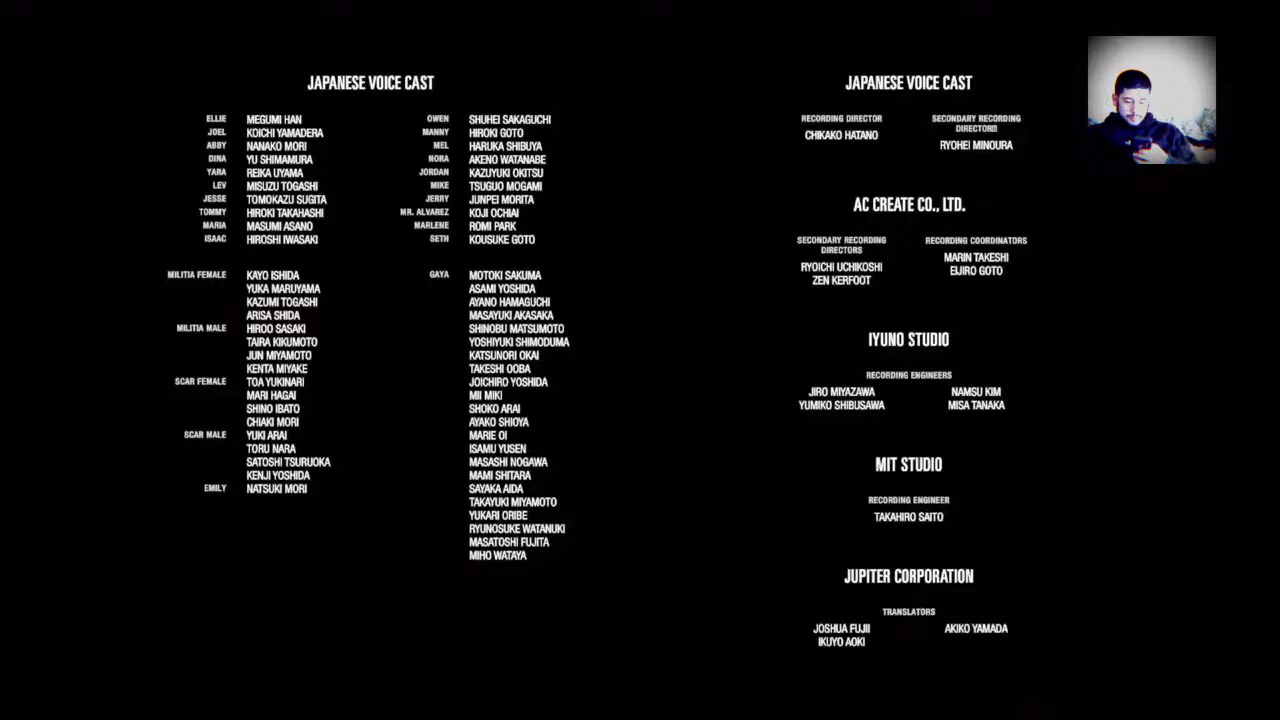 JAPANESE VOICE CAST
ELLIE MEGUMI HAN
JOEL KOICHI YAMADERA
ABBY NANAKO MORI
DINA YU SHIMAMURA
YARA REIKA UYAMA
LEV MISUZU TOGASHI
JESSE TOMOKAZU SUGITA
TOMMY HIROKI TAKAHASHI
MARIA MASUMI ASANO
ISAAC HIROSHI IWASAKI
OWEN SHUHEI SAKAGUCHI
MANNY HIROKI GOTO
MEL HARUKA SHIBUYA
NORA AKENO WATANABE
JORDAN KAZUYUKI OKITSU
MIKE TSUGUO MOGAMI
JERRY JUNPEI MORITA
MR. ALVAREZ KOJI OCHIAI
MARLENE ROMI PARK
SETH KOUSUKE GOTO
MILITIA FEMALE KAYO ISHIDA
YUKA MARUYAMA
KAZUMI TOGASHI
ARISA SHIDA
MILITIA MALE HIROO SASAKI
TAIRA KIKUMOTO
JUN MIYAMOTO
KENTA MIYAKE
SCAR FEMALE TOA YUKINARI
MARI HAGAI
SHINO IBATO
CHIAKI MORI
SCAR MALE YUKI ARAI
TORU NARA
SATOSHI TSURUOKA
KENJI YOSHIDA
EMILY NATSUKI MORI
GAYA MOTOKI SAKUMA
ASAMI YOSHIDA
AYANO HAMAGUCHI
MASAYUKI AKASAKA
SHINOBU MATSUMOTO
YOSHIYUKI SHIMODUMA
KATSUNORI OKAI
TAKESHI OOBA
JOICHIRO YOSHIDA
MII MIKI
SHOKO ARAI
AYAKO SHIOYA
MARIE OI
ISAMU YUSEN
MASASHI NOGAWA
MAMI SHITARA
SAYAKA AIDA
TAKAYUKI MIYAMOTO
YUKARI ORIBE
RYUNOSUKE WATANUKI
MASATOSHI FUJITA
MIHO WATAYA
JAPANESE VOICE CAST
RECORDING DIRECTOR
CHIKAKO HATANO
SECONDARY RECORDING
DIRECTOR
RYOHEI MINOURA
AC CREATE CO., LTD.
SECONDARY RECORDING
DIRECTORS
RYOICHI UCHIKOSHI
ZEN KERFOOT
RECORDING COORDINATORS
MARIN TAKESHI
EIJIRO GOTO
IYUNO STUDIO
RECORDING ENGINEERS
JIRO MIYAZAWA
YUMIKO SHIBUSAWA
NAMSU KIM
MISA TANAKA
MIT STUDIO
RECORDING ENGINEER
TAKAHIRO SAITO
JUPITER CORPORATION
TRANSLATORS
JOSHUA FUJII
IKUYO AOKI
AKIKO YAMADA